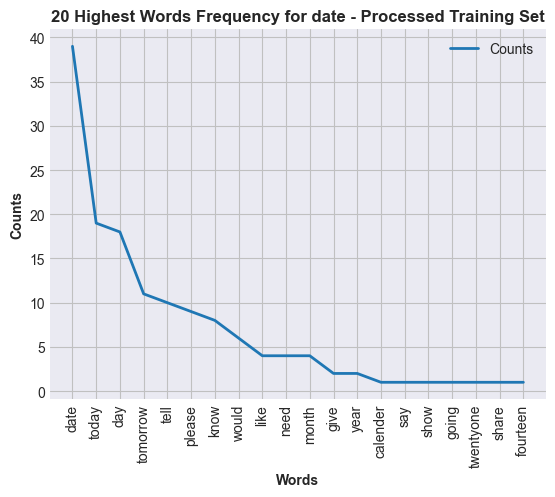 20 Highest Words Frequency for date - Processed Training Set
Counts
40
35
30
25
20
15
10
5
0
Counts
date
today
day
tomorrow
tell
please
know
would
like
need
month
give
year
calender
say
show
going
twentyone
share
fourteen
Words